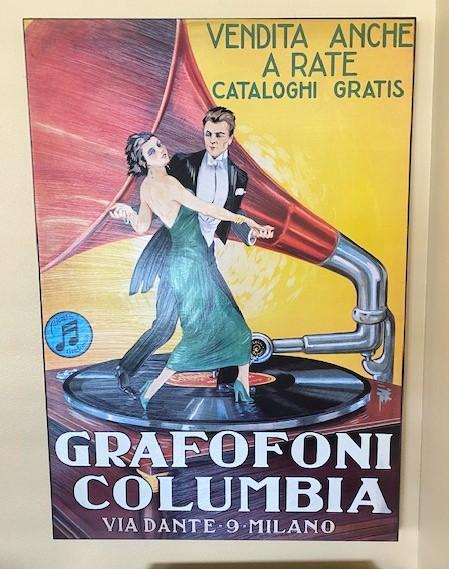 VENDITA ANCHE
A RATE
CATALOGHI GRATIS
GRAFOFONI
COLUMBIA
VIA DANTE · 9 · MILANO